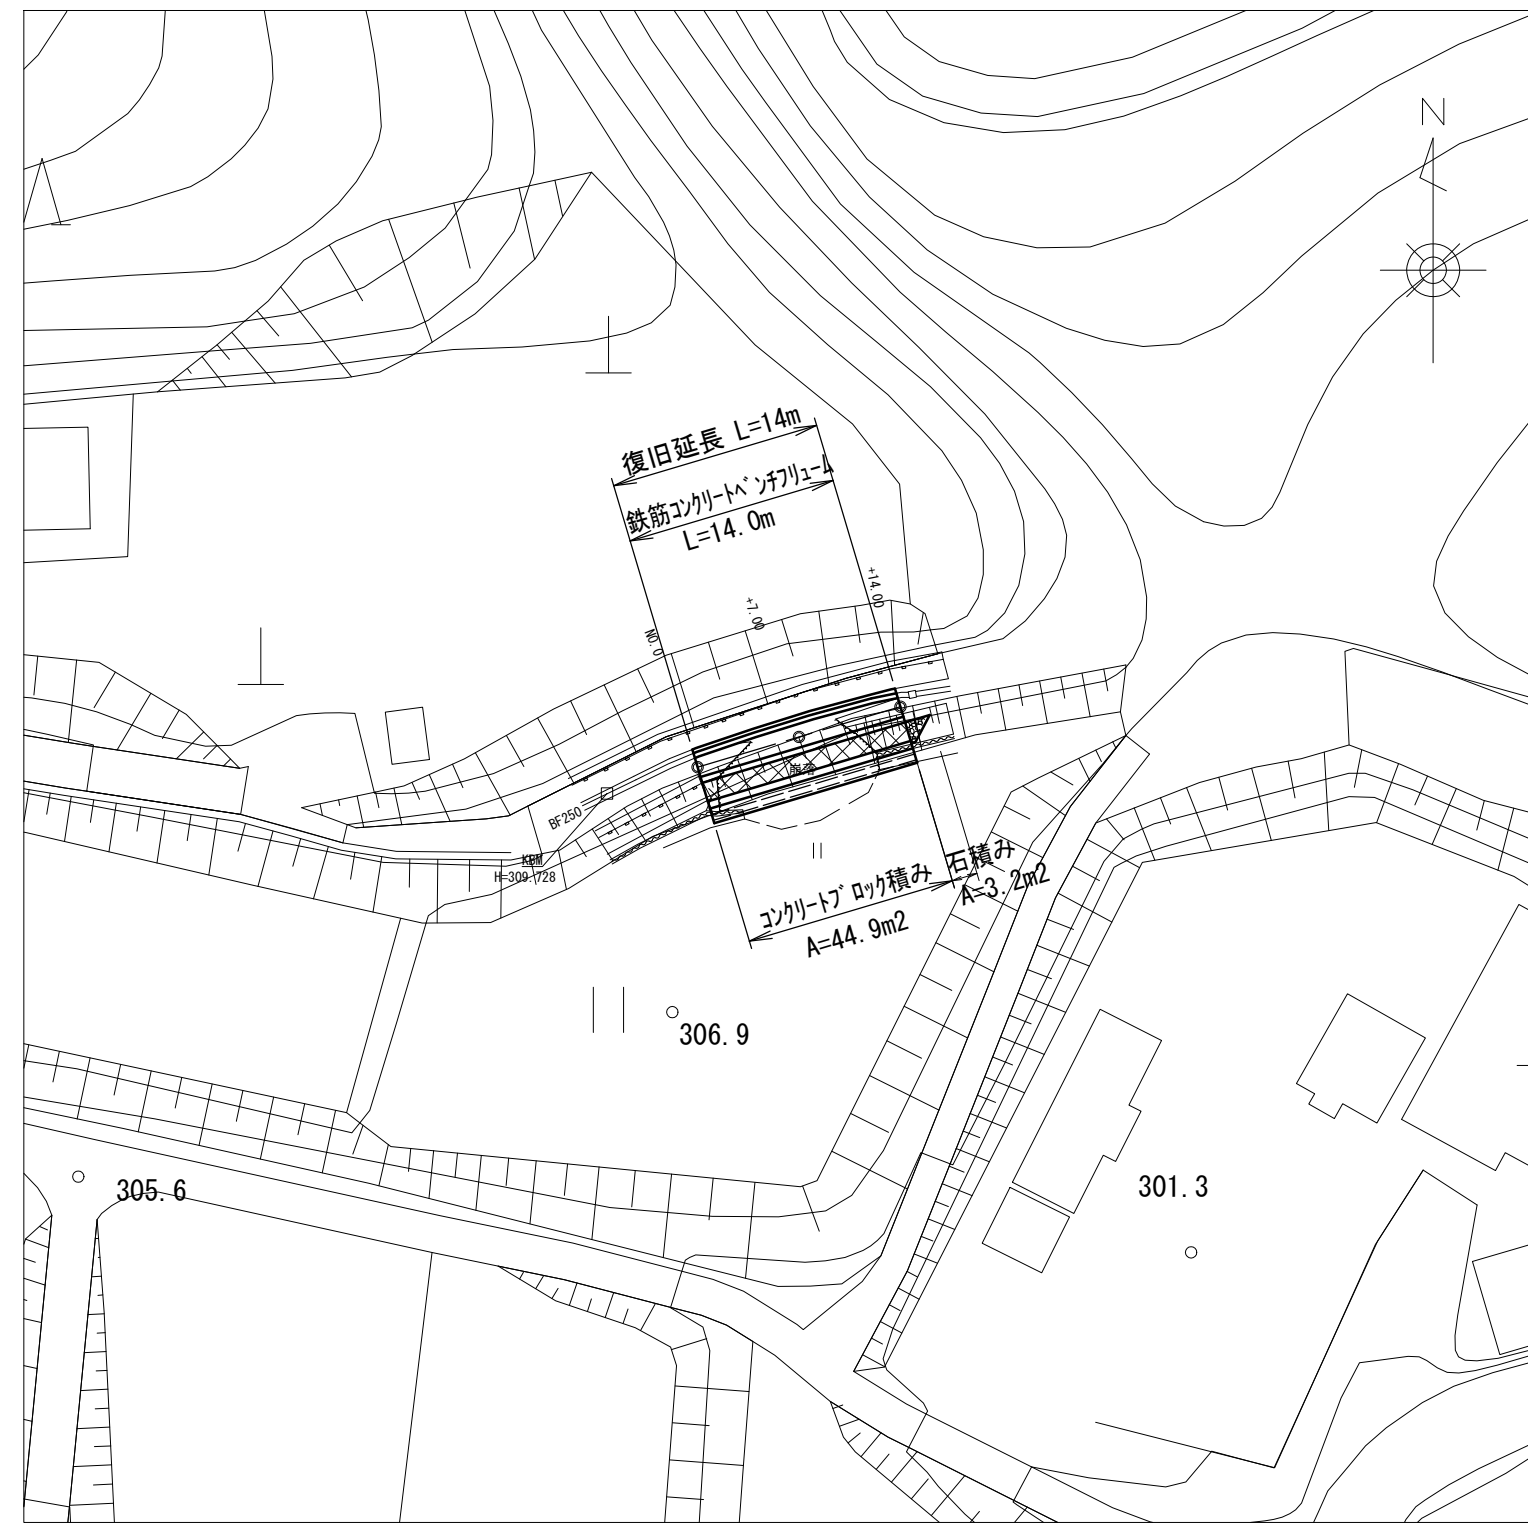 N
復旧延長 L=14m
鉄筋コンクリートベンチフリューム
L=14.0m
+14.00
+7.00
NO.0
崩落
BF250
KBM
H=309.728
石積み
A=3.2m2
コンクリートブロック積み
A=44.9m2
306.9
305.6
301.3